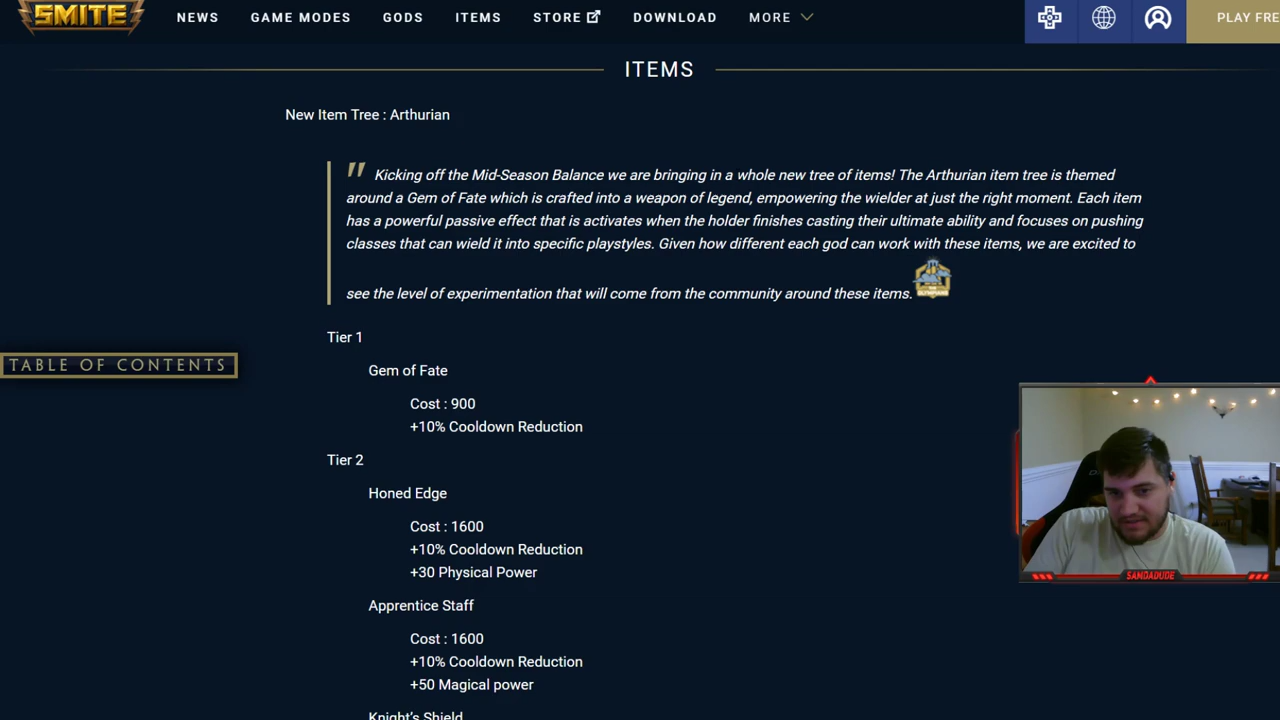 SMITE
NEWS GAME MODES GODS ITEMS STORE DOWNLOAD MORE PLAY FRE
ITEMS
New Item Tree : Arthurian
" Kicking off the Mid-Season Balance we are bringing in a whole new tree of items! The Arthurian item tree is themed
around a Gem of Fate which is crafted into a weapon of legend, empowering the wielder at just the right moment. Each item
has a powerful passive effect that is activates when the holder finishes casting their ultimate ability and focuses on pushing
classes that can wield it into specific playstyles. Given how different each god can work with these items, we are excited to
THE OLYMPIANS
see the level of experimentation that will come from the community around these items.
Tier 1
TABLE OF CONTENTS
Gem of Fate
Cost : 900
+10% Cooldown Reduction
Tier 2
Honed Edge
Cost : 1600
+10% Cooldown Reduction
+30 Physical Power
SANDADUDE
Apprentice Staff
Cost : 1600
+10% Cooldown Reduction
+50 Magical power
Knight's Shield